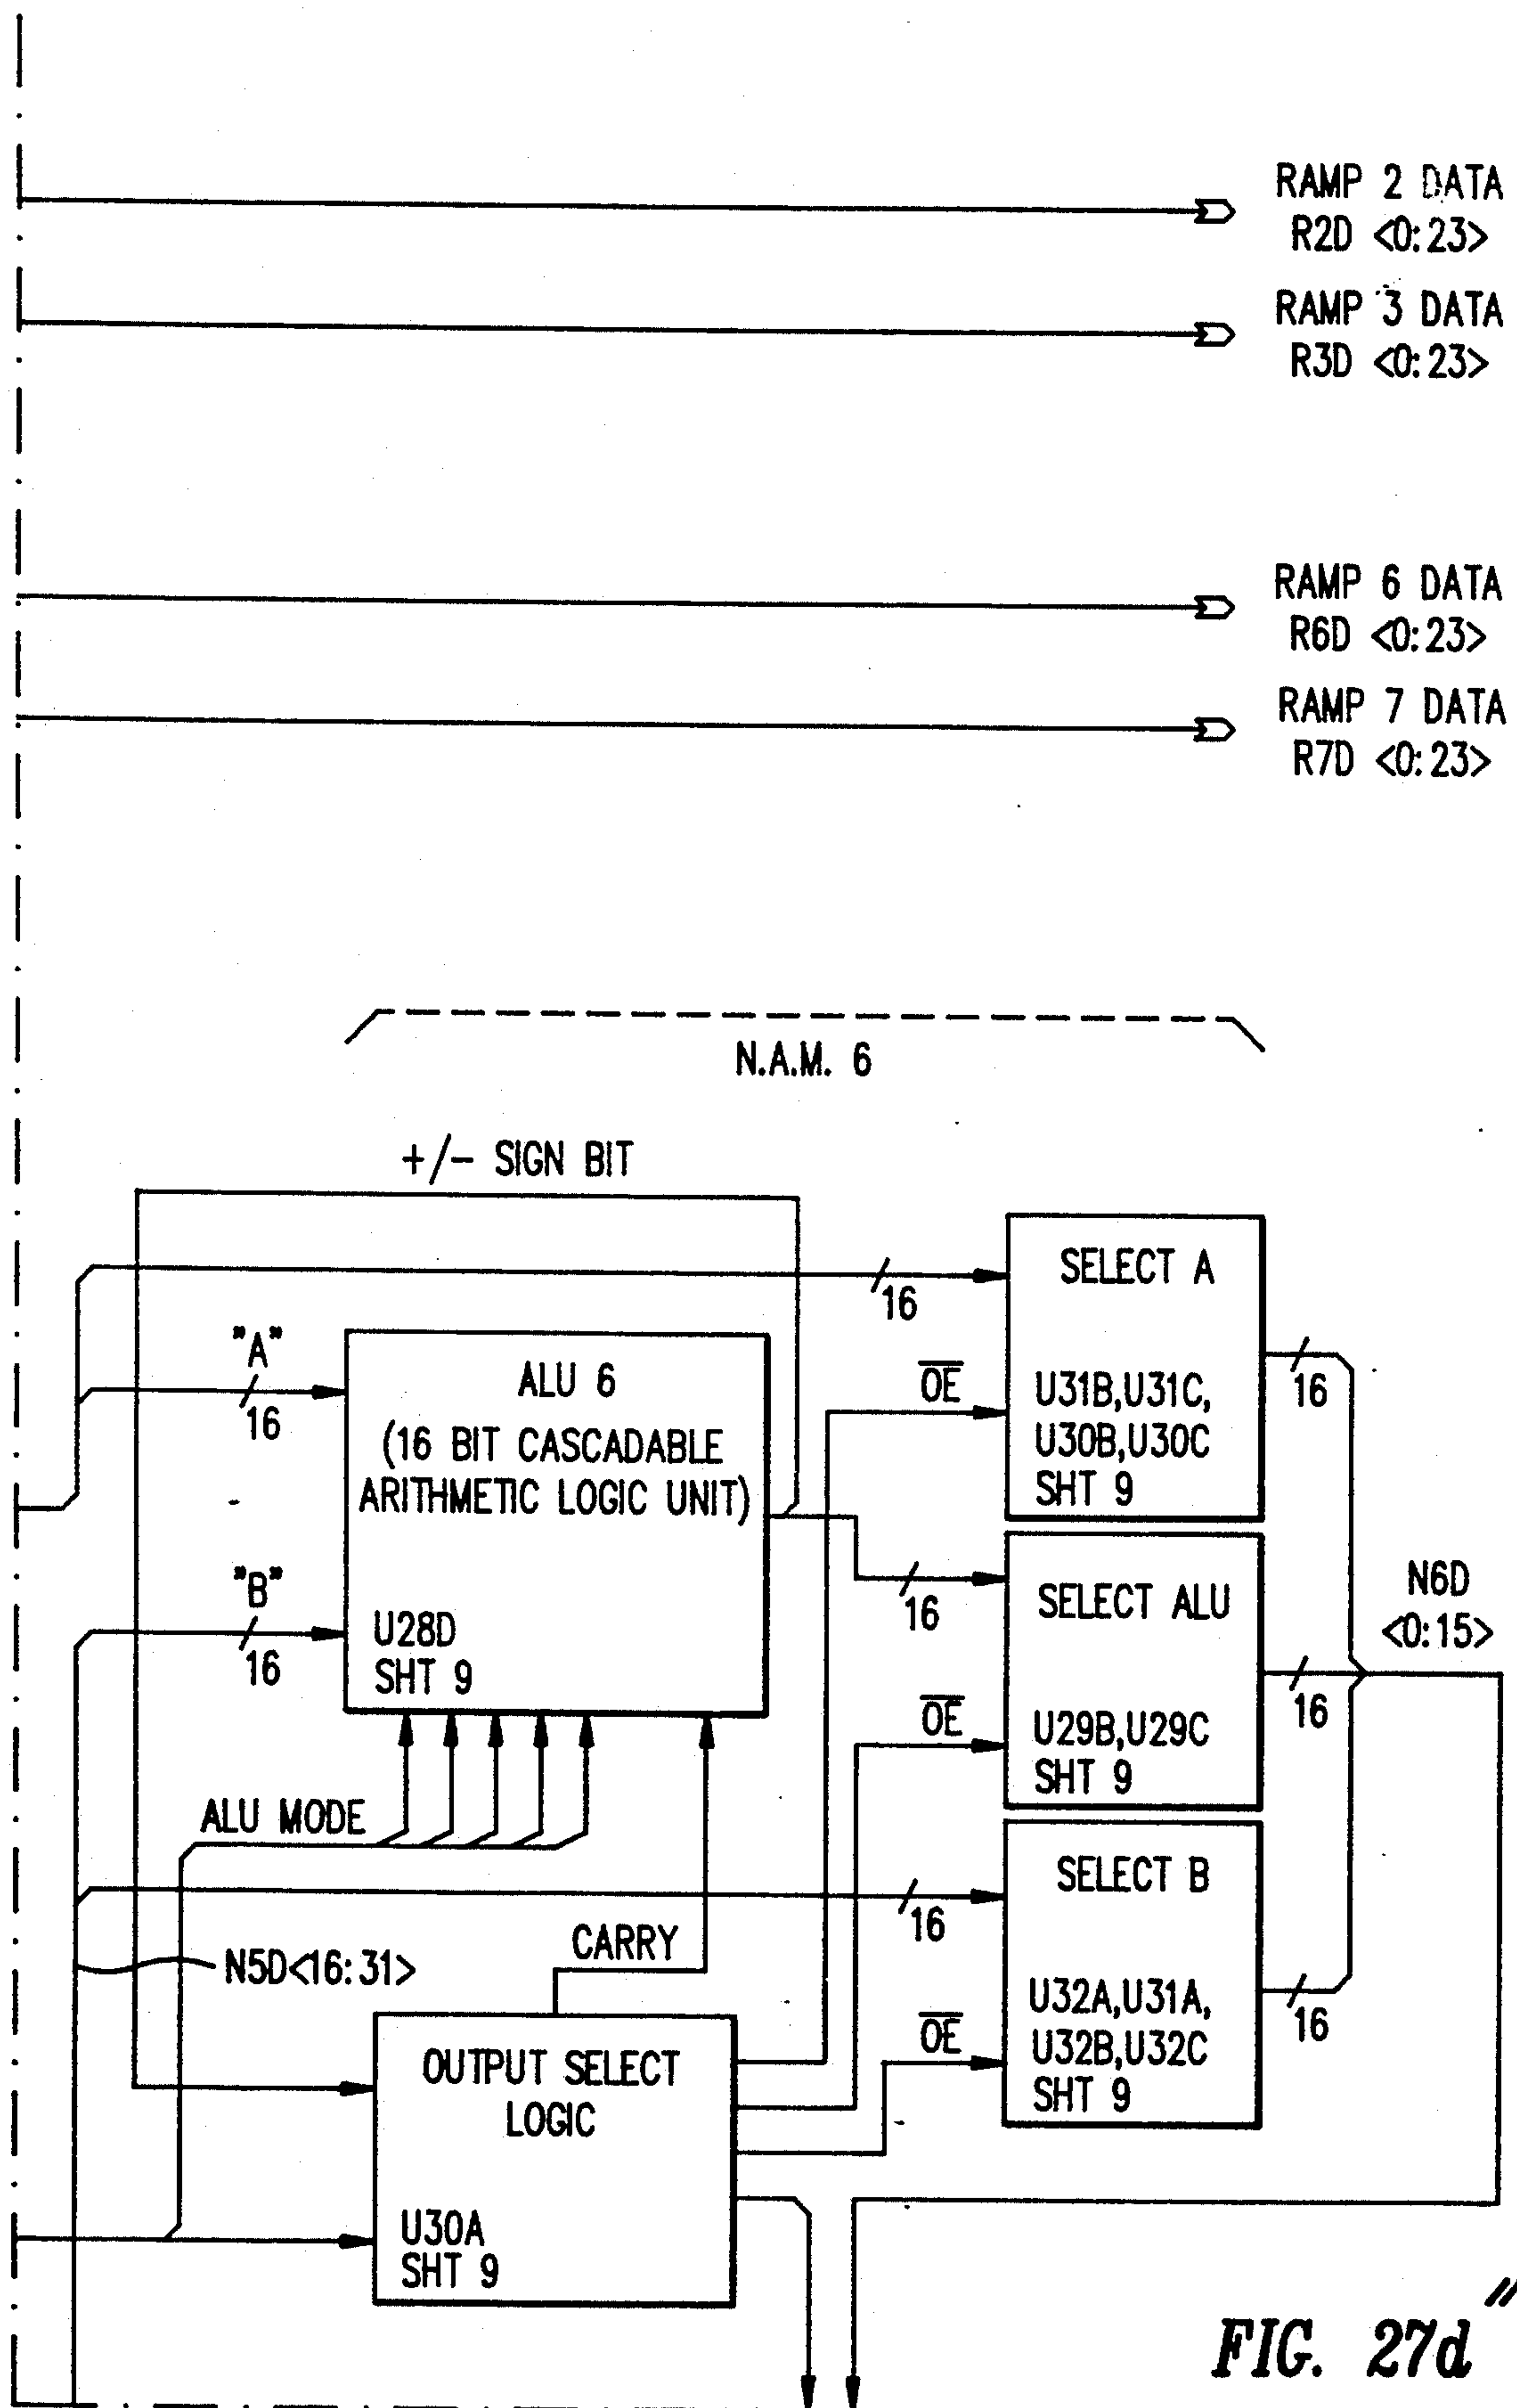 RAMP 2 DATA
R2D <0:23>
RAMP 3 DATA
R3D <0:23>
RAMP 6 DATA
R6D <0:23>
RAMP 7 DATA
R7D <0:23>
N.A.M. 6
+/- SIGN BIT
16
SELECT A
U31B,U31C,
U30B,U30C
SHT 9
"A"
16
ALU 6
(16 BIT CASCADABLE
ARITHMETIC LOGIC UNIT)
U28D
SHT 9
OE
16
"B"
16
16
SELECT ALU
U29B,U29C
SHT 9
OE
16
N6D
<0:15>
ALU MODE
16
SELECT B
U32A,U31A,
U32B,U32C
SHT 9
OE
16
CARRY
N5D<16:31>
OUTPUT SELECT
LOGIC
U30A
SHT 9
FIG. 27d"